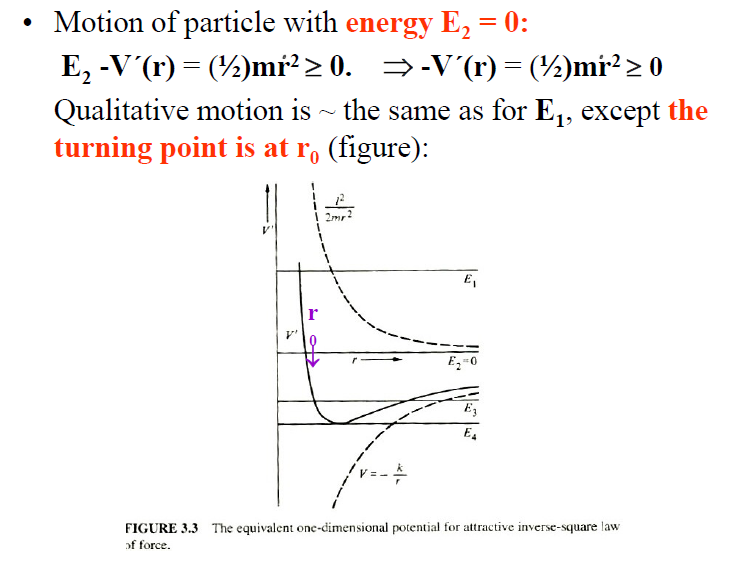 • Motion of particle with energy E₂ = 0:
E₂ -V´(r) = (½)mṙ² ≥ 0. ⇒ -V´(r) = (½)mṙ² ≥ 0
Qualitative motion is ~ the same as for E₁, except the
turning point is at r₀ (figure):
l²
2mr²
V'
E₁
r
V'
0
r
E₂=0
E₃
E₄
V = - k/r
FIGURE 3.3 The equivalent one-dimensional potential for attractive inverse-square law
of force.